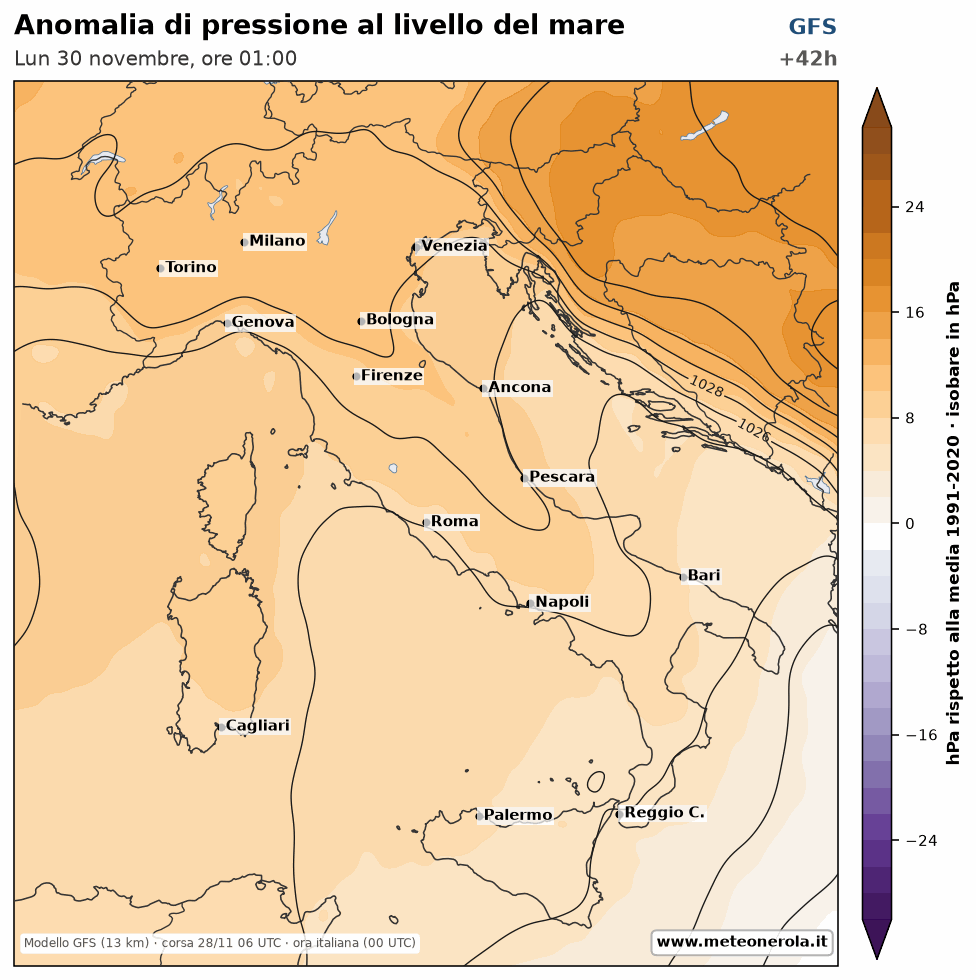 Anomalia di pressione al livello del mare
GFS
Lun 30 novembre, ore 01:00
+42h
Milano
Venezia
Torino
Genova
Bologna
Firenze
Ancona
1028
1026
Pescara
Roma
Bari
Napoli
Cagliari
Palermo
Reggio C.
24
16
8
0
−8
−16
−24
hPa rispetto alla media 1991-2020 · isobare in hPa
Modello GFS (13 km) · corsa 28/11 06 UTC · ora italiana (00 UTC)
www.meteonerola.it